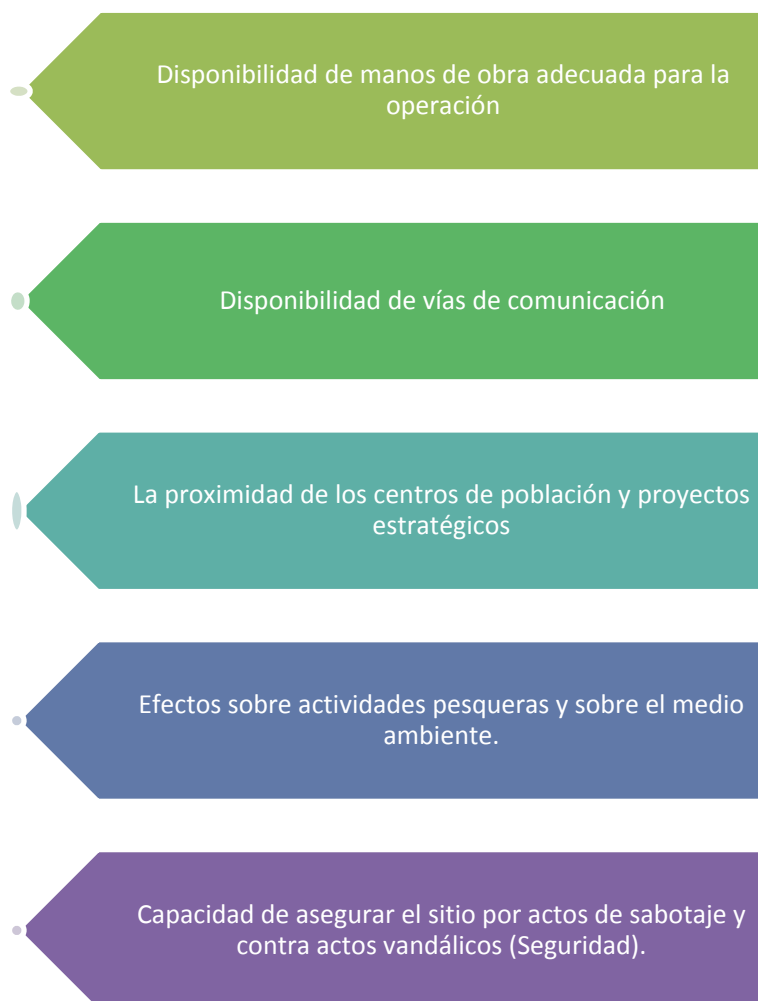 Disponibilidad de manos de obra adecuada para la
operación
Disponibilidad de vías de comunicación
La proximidad de los centros de población y proyectos
estratégicos
Efectos sobre actividades pesqueras y sobre el medio
ambiente.
Capacidad de asegurar el sitio por actos de sabotaje y
contra actos vandálicos (Seguridad).